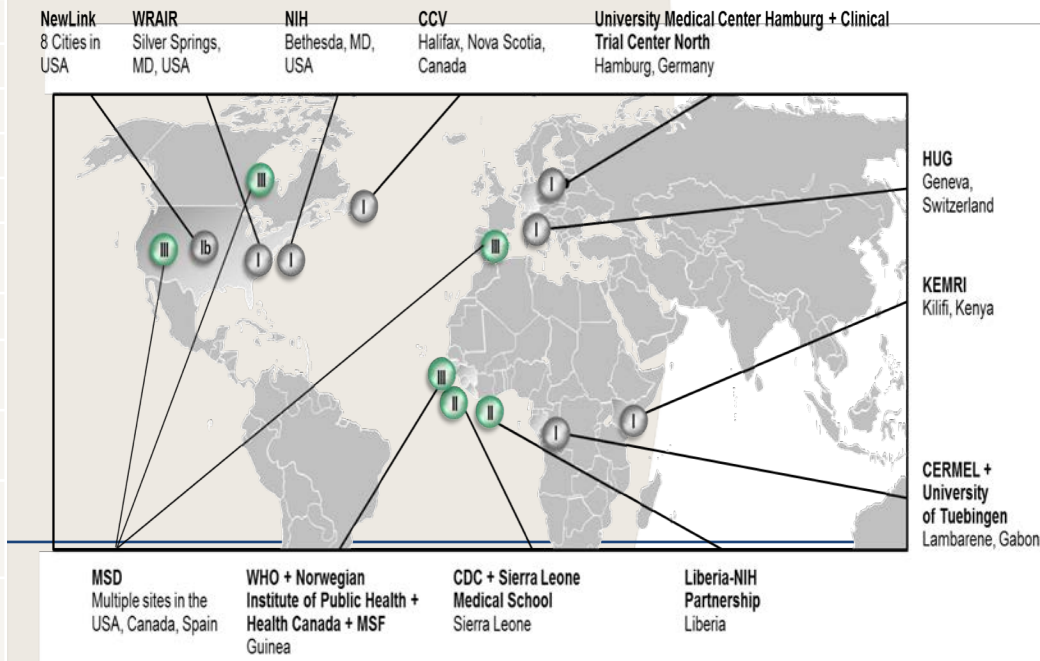 NewLink
8 Cities in
USA
WRAIR
Silver Springs,
MD, USA
NIH
Bethesda, MD,
USA
CCV
Halifax, Nova Scotia,
Canada
University Medical Center Hamburg + Clinical
Trial Center North
Hamburg, Germany
III
I
I
I
III
Ib
I
I
III
III
II
II
I
I
HUG
Geneva,
Switzerland
KEMRI
Kilifi, Kenya
CERMEL +
University
of Tuebingen
Lambarene, Gabon
MSD
Multiple sites in the
USA, Canada, Spain
WHO + Norwegian
Institute of Public Health +
Health Canada + MSF
Guinea
CDC + Sierra Leone
Medical School
Sierra Leone
Liberia-NIH
Partnership
Liberia